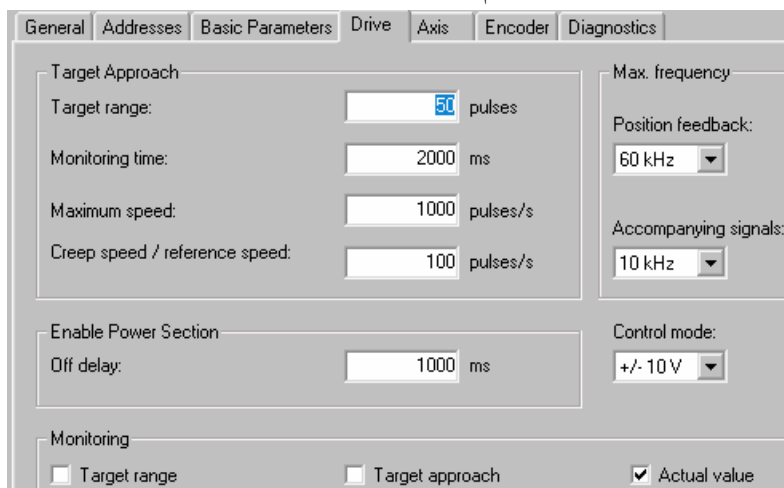 General Addresses Basic Parameters Drive Axis Encoder Diagnostics
Target Approach
Target range: 50 pulses
Monitoring time: 2000 ms
Maximum speed: 1000 pulses/s
Creep speed / reference speed: 100 pulses/s
Max. frequency
Position feedback:
60 kHz
Accompanying signals:
10 kHz
Enable Power Section
Off delay: 1000 ms
Control mode:
+/- 10 V
Monitoring
Target range Target approach Actual value